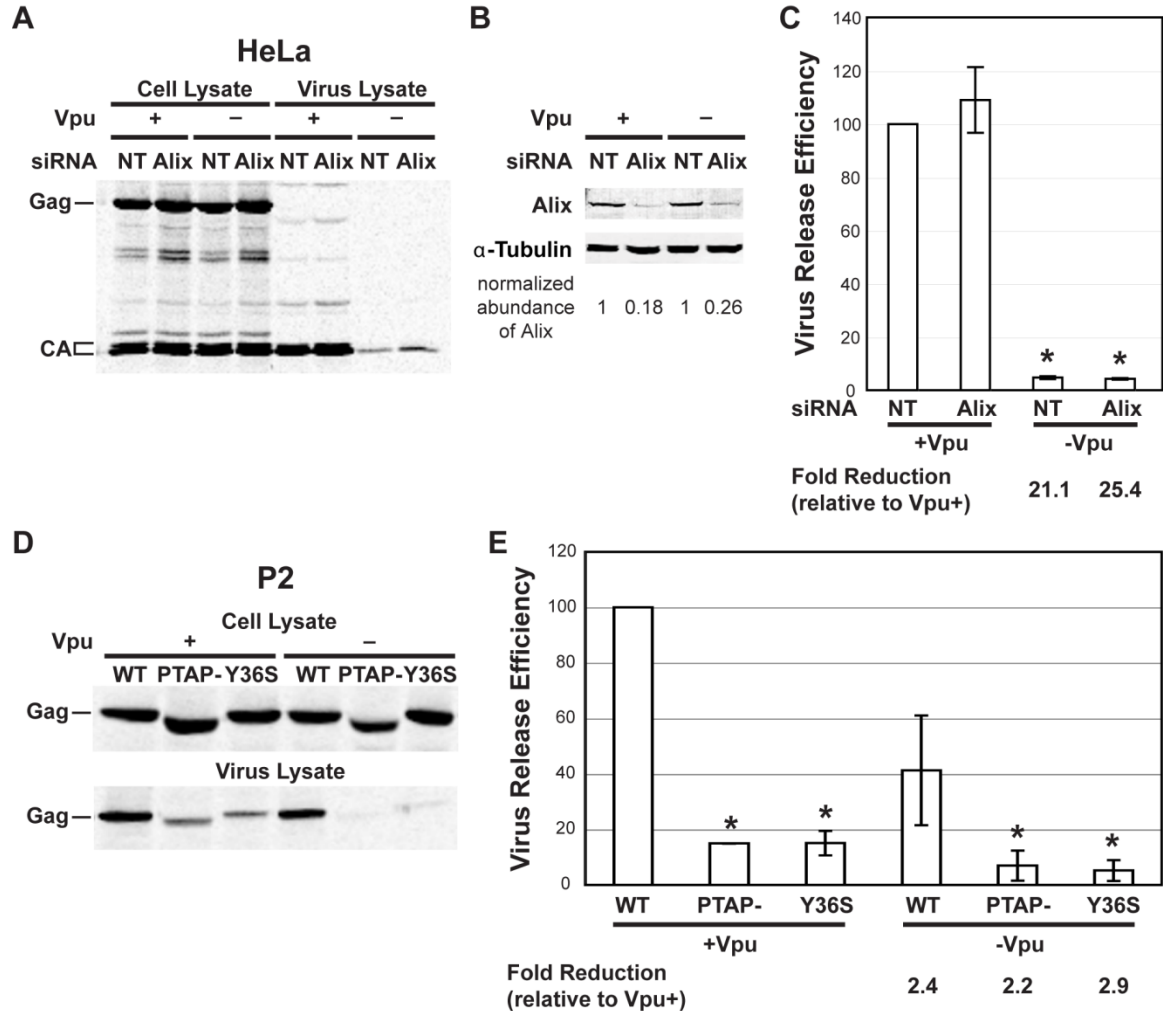 A
HeLa
Cell Lysate Virus Lysate
Vpu + – + –
siRNA NT Alix NT Alix NT Alix NT Alix
Gag
CA
B
Vpu + –
siRNA NT Alix NT Alix
Alix
α-Tubulin
normalized
abundance
of Alix
1 0.18 1 0.26
C
Virus Release Efficiency
140
120
100
80
60
40
20
0
* *
siRNA NT Alix NT Alix
+Vpu -Vpu
Fold Reduction
(relative to Vpu+)
21.1 25.4
D
P2
Cell Lysate
Vpu + –
WT PTAP- Y36S WT PTAP- Y36S
Gag
Virus Lysate
Gag
E
Virus Release Efficiency
120
100
80
60
40
20
0
* * * *
WT PTAP- Y36S WT PTAP- Y36S
+Vpu -Vpu
Fold Reduction
(relative to Vpu+)
2.4 2.2 2.9